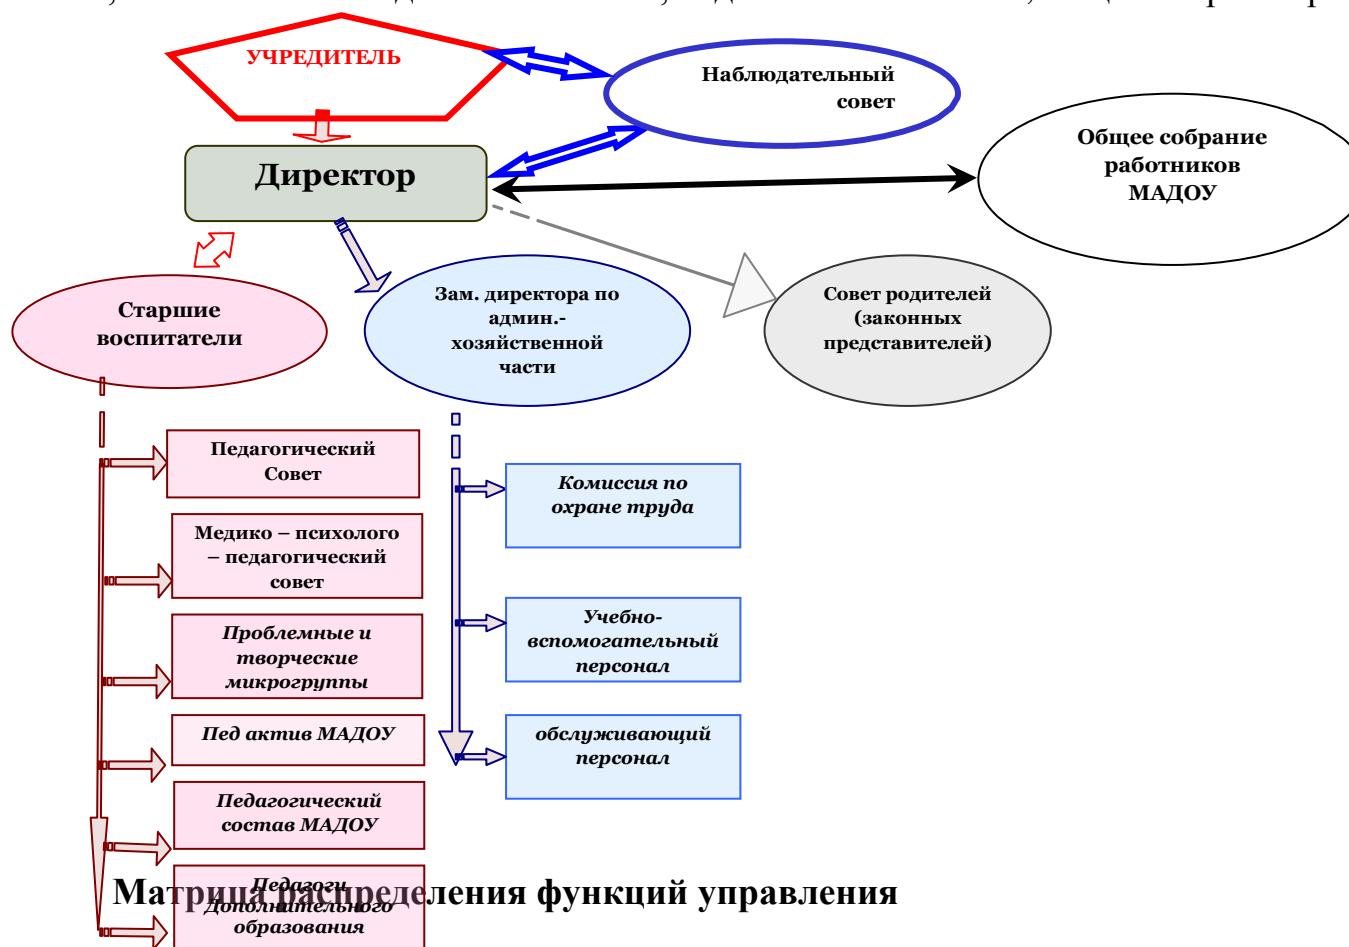 УЧРЕДИТЕЛЬ
Наблюдательный
совет
Общее собрание
работников
МАДОУ
Директор
Старшие
воспитатели
Зам. директора по
админ.-
хозяйственной
части
Совет родителей
(законных
представителей)
Педагогический
Совет
Медико – психолого
– педагогический
совет
Проблемные и
творческие
микрогруппы
Пед актив МАДОУ
Педагогический
состав МАДОУ
Педагоги
Дополнительного
образования
Комиссия по
охране труда
Учебно-
вспомогательный
персонал
обслуживающий
персонал
Матрица распределения функций управления